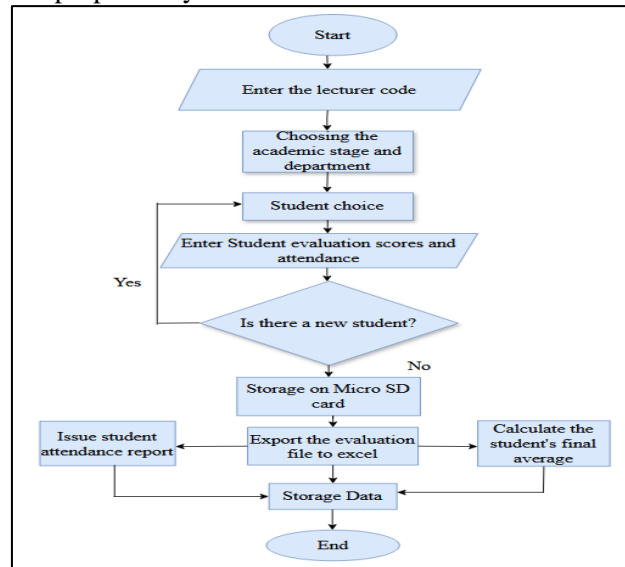 Start
Enter the lecturer code
Choosing the
academic stage and
department
Student choice
Enter Student evaluation scores and
attendance
Yes
Is there a new student?
No
Storage on Micro SD
card
Issue student
attendance report
Export the evaluation
file to excel
Calculate the
student's final
average
Storage Data
End